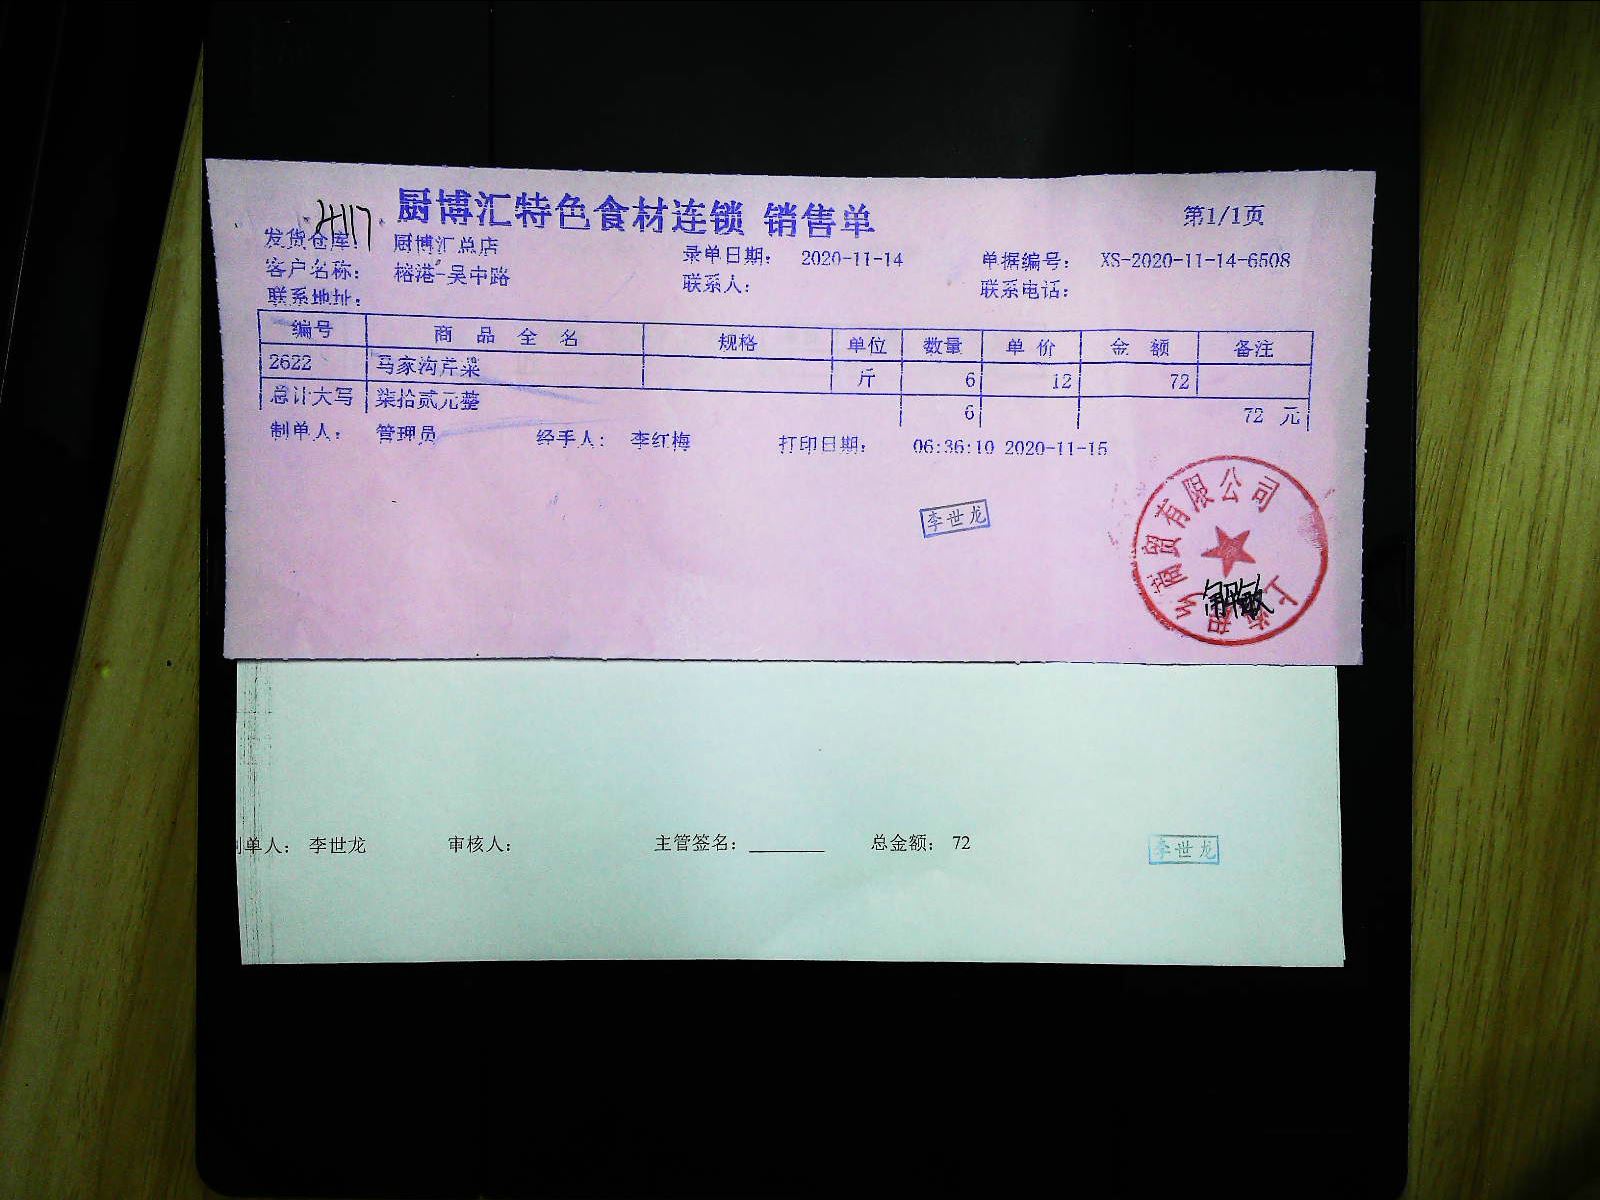 厨博汇特色食材连锁 销售单 第1/1页
发货仓库： 厨博汇总店 录单日期： 2020-11-14 单据编号： XS-2020-11-14-6508
客户名称： 榕港-吴中路 联系人： 联系电话：
联系地址：
编号 商品全名 规格 单位 数量 单价 金额 备注
2622 马家沟芹菜 斤 6 12 72
总计大写 柒拾贰元整 6 72 元
制单人： 管理员 经手人： 李红梅 打印日期： 06:36:10 2020-11-15
李世龙
商贸有限公司
单人： 李世龙 审核人： 主管签名：________ 总金额： 72
李世龙